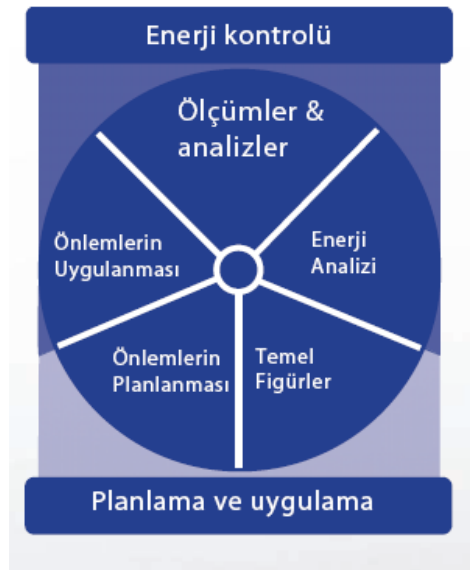 Enerji kontrolü
Ölçümler &
analizler
Önlemlerin
Uygulanması
Enerji
Analizi
Önlemlerin
Planlanması
Temel
Figürler
Planlama ve uygulama